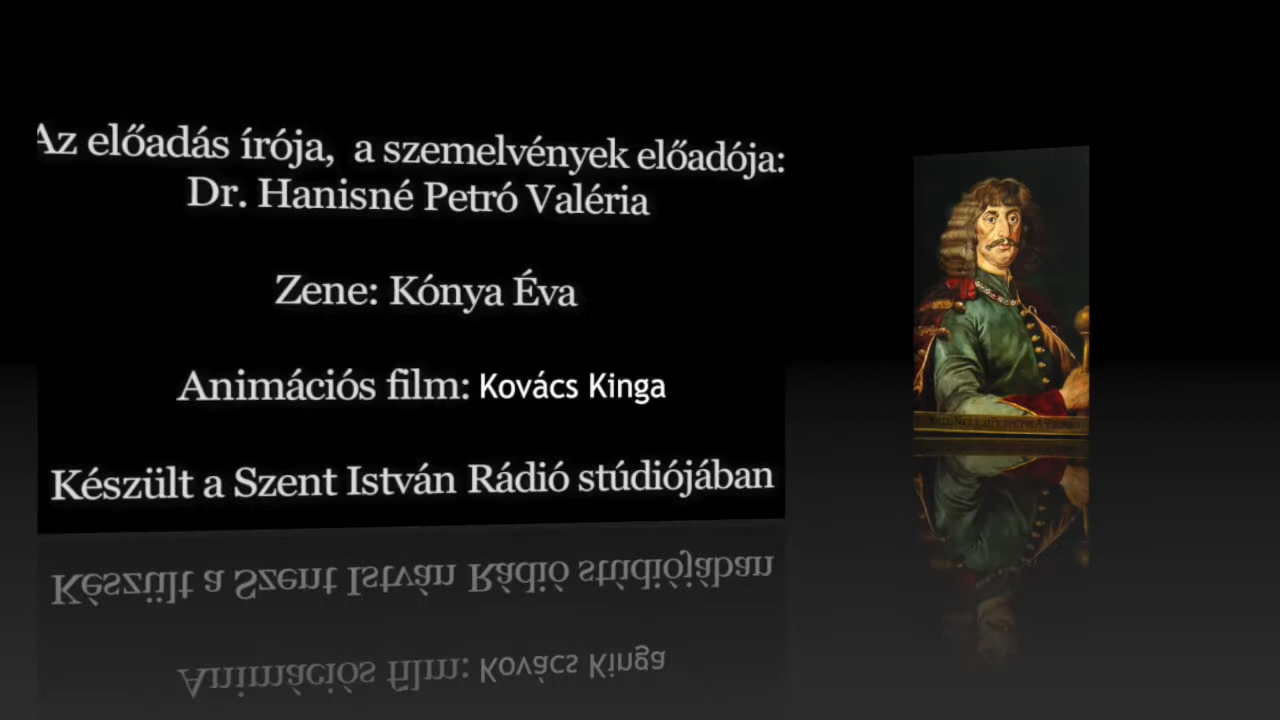 Az előadás írója, a szemelvények előadója:
Dr. Hanisné Petró Valéria
Zene: Kónya Éva
Animációs film: Kovács Kinga
Készült a Szent István Rádió stúdiójában